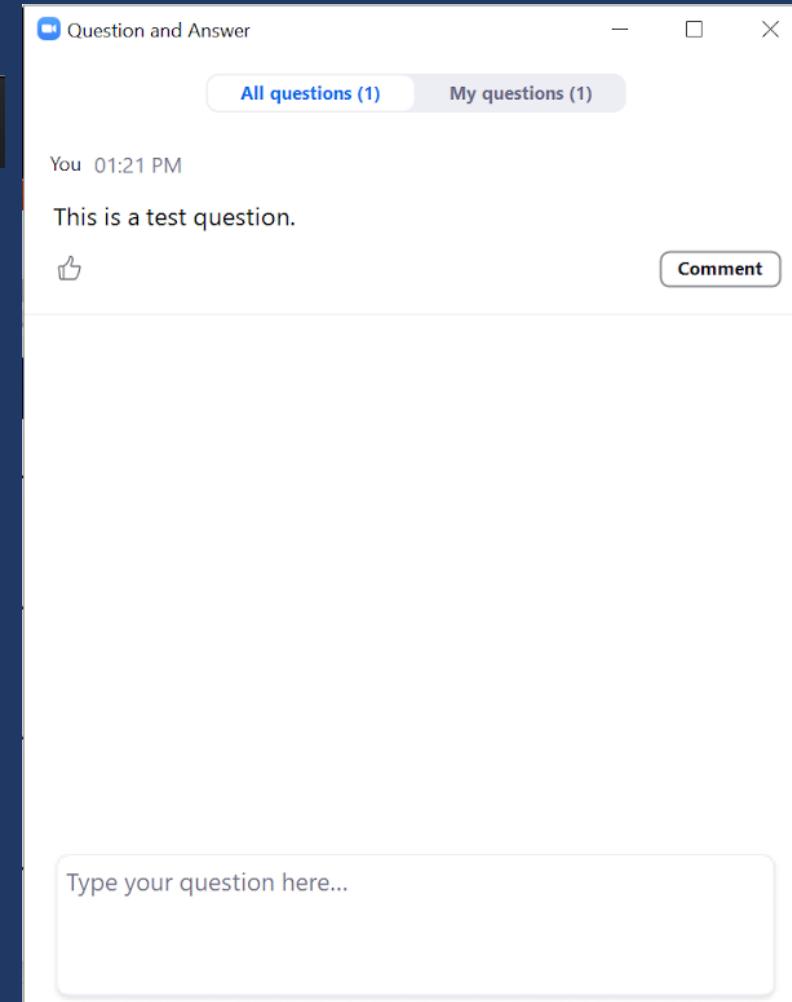 Question and Answer
All questions (1) My questions (1)
You 01:21 PM
This is a test question.
Comment
Type your question here...